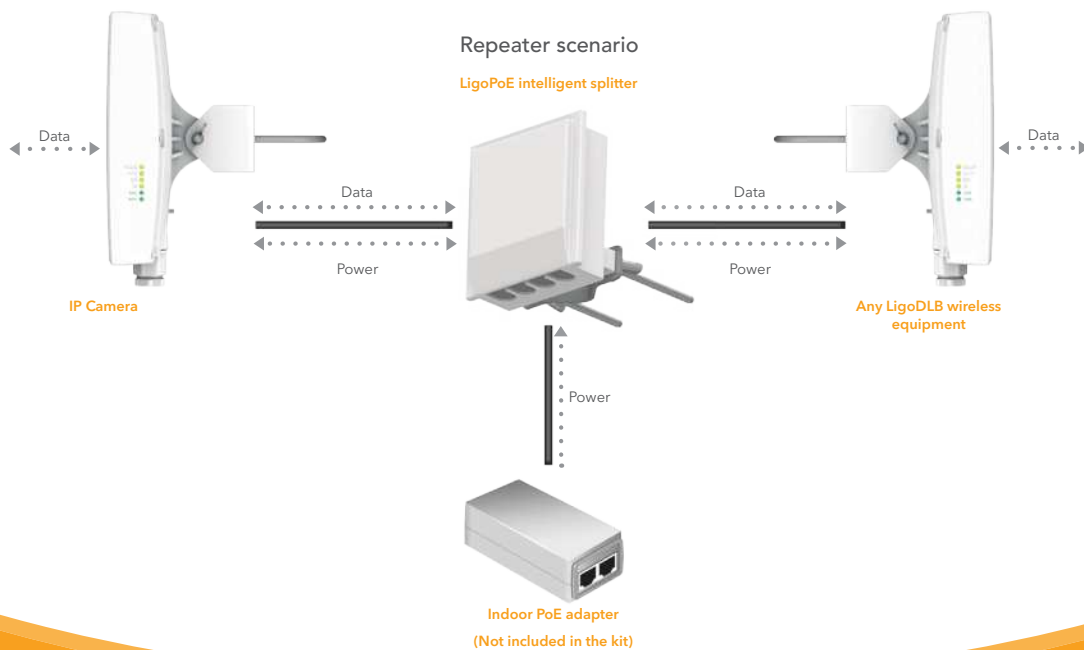 Repeater scenario
LigoPoE intelligent splitter
Data
Data
Data
Data
Power
Power
IP Camera
Any LigoDLB wireless
equipment
Power
Indoor PoE adapter
(Not included in the kit)